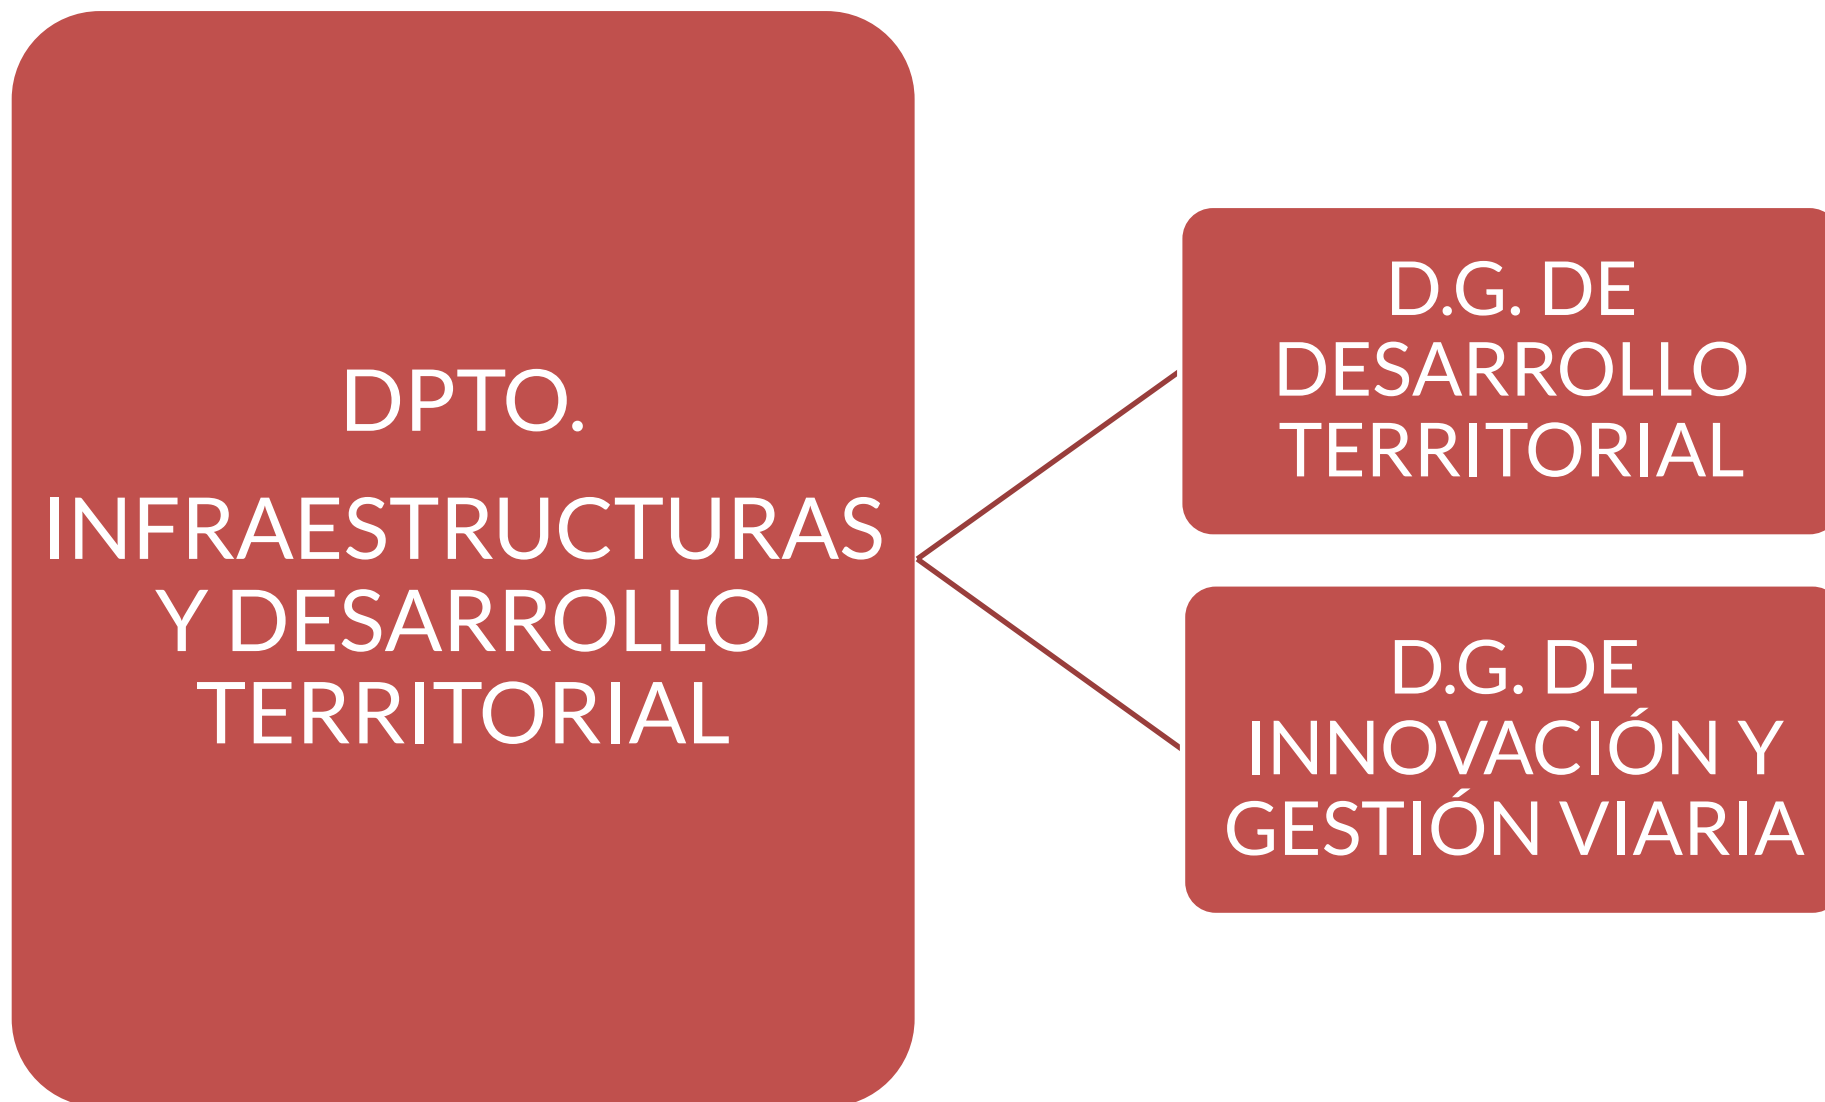 DPTO.
INFRAESTRUCTURAS
Y DESARROLLO
TERRITORIAL
D.G. DE
DESARROLLO
TERRITORIAL
D.G. DE
INNOVACIÓN Y
GESTIÓN VIARIA